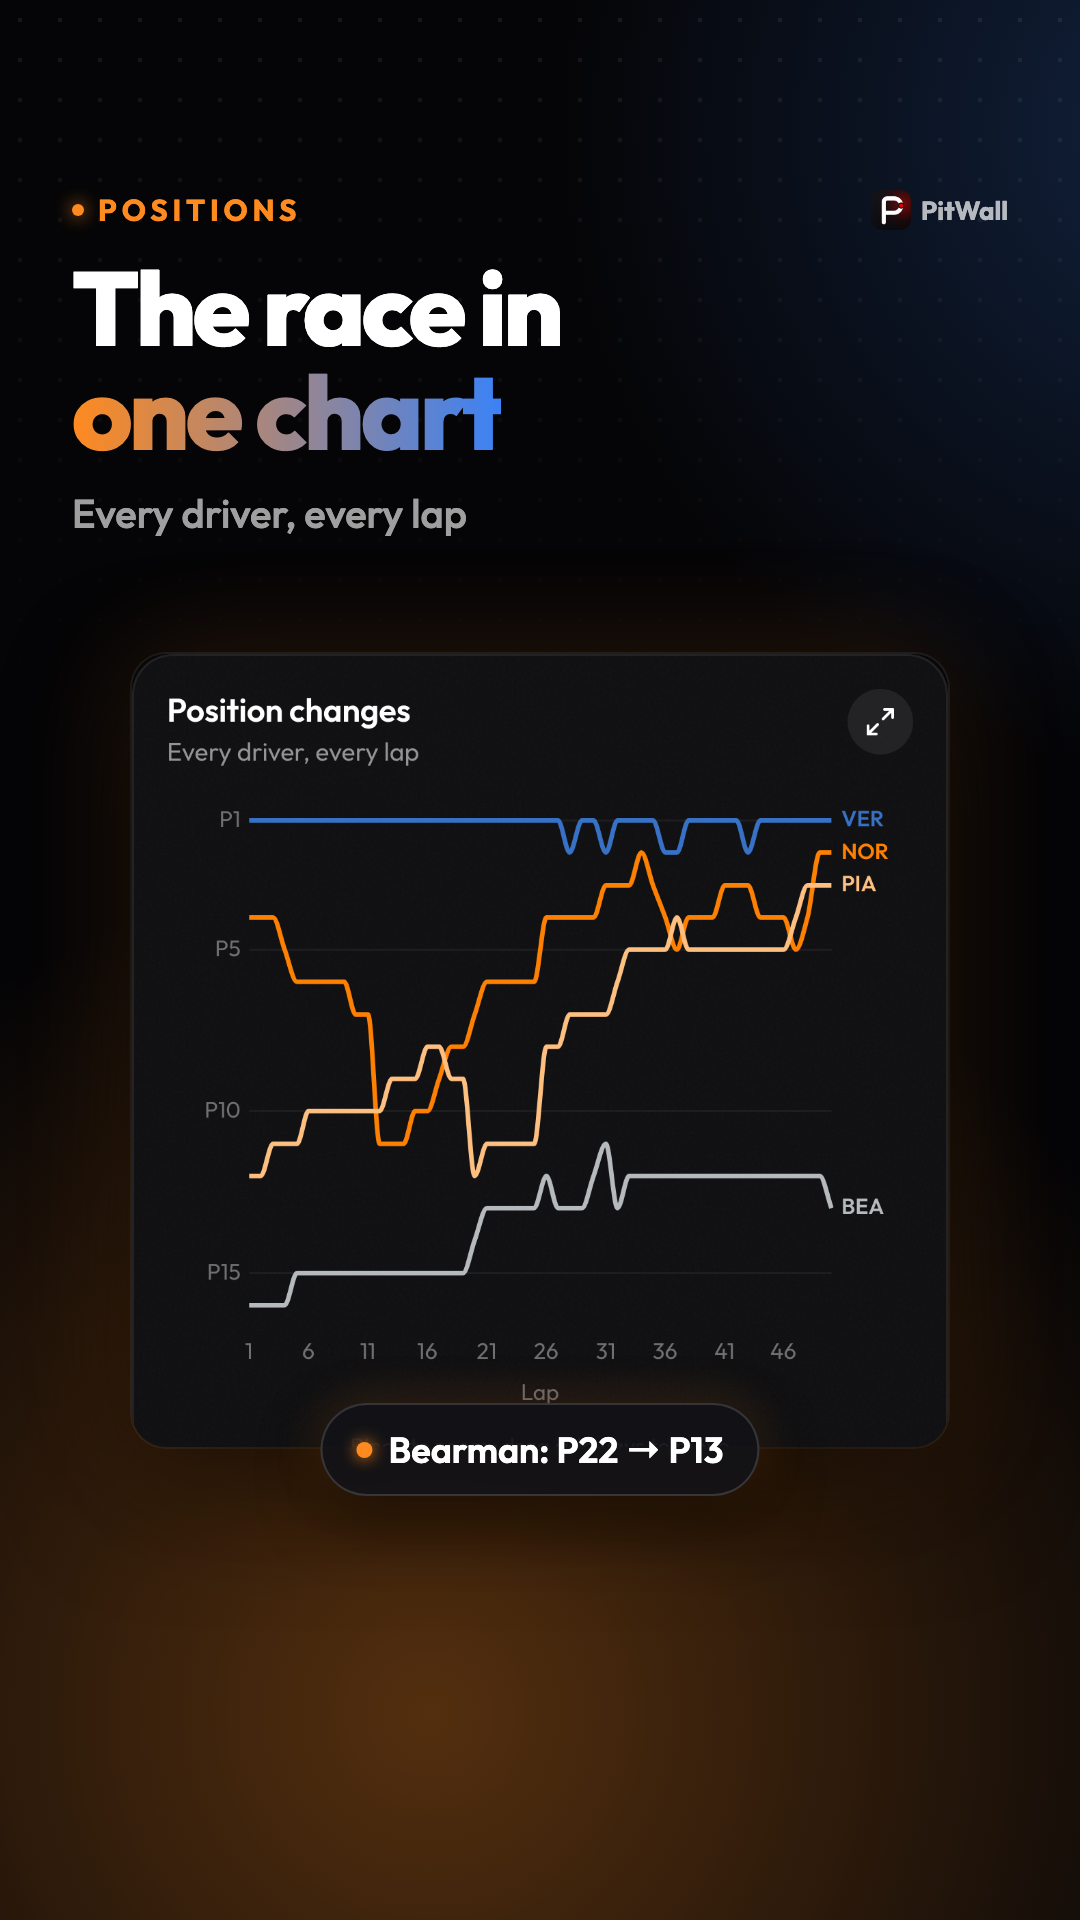 POSITIONS
PitWall
The race in
one chart
Every driver, every lap
Position changes
Every driver, every lap
P1
VER
NOR
PIA
P5
P10
BEA
P15
1 6 11 16 21 26 31 36 41 46
Lap
Bearman: P22 → P13